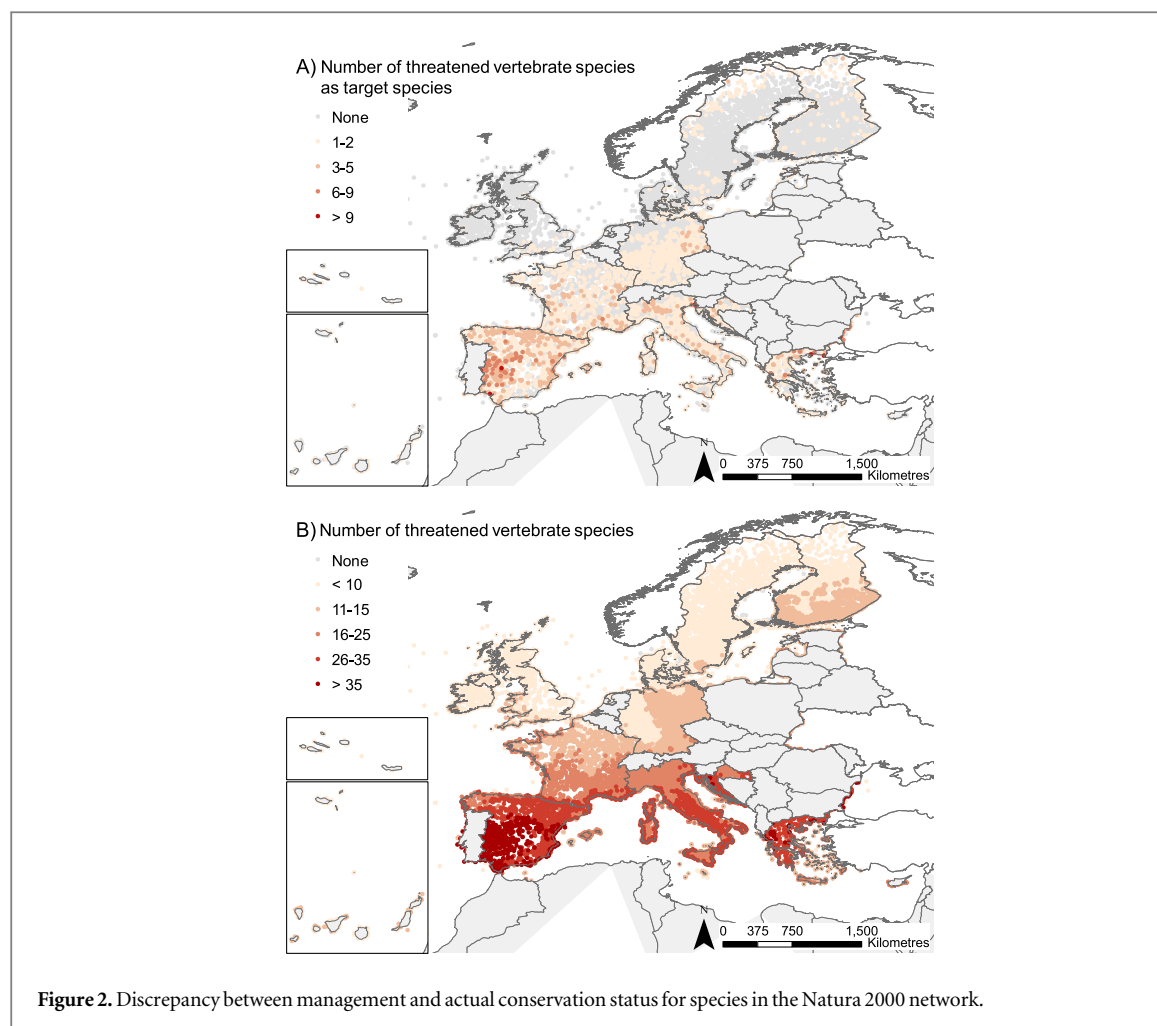 A) Number of threatened vertebrate species
as target species
None
1-2
3-5
6-9
> 9
N
0 375 750 1,500
Kilometres
B) Number of threatened vertebrate species
None
< 10
11-15
16-25
26-35
> 35
N
0 375 750 1,500
Kilometres
Figure 2. Discrepancy between management and actual conservation status for species in the Natura 2000 network.